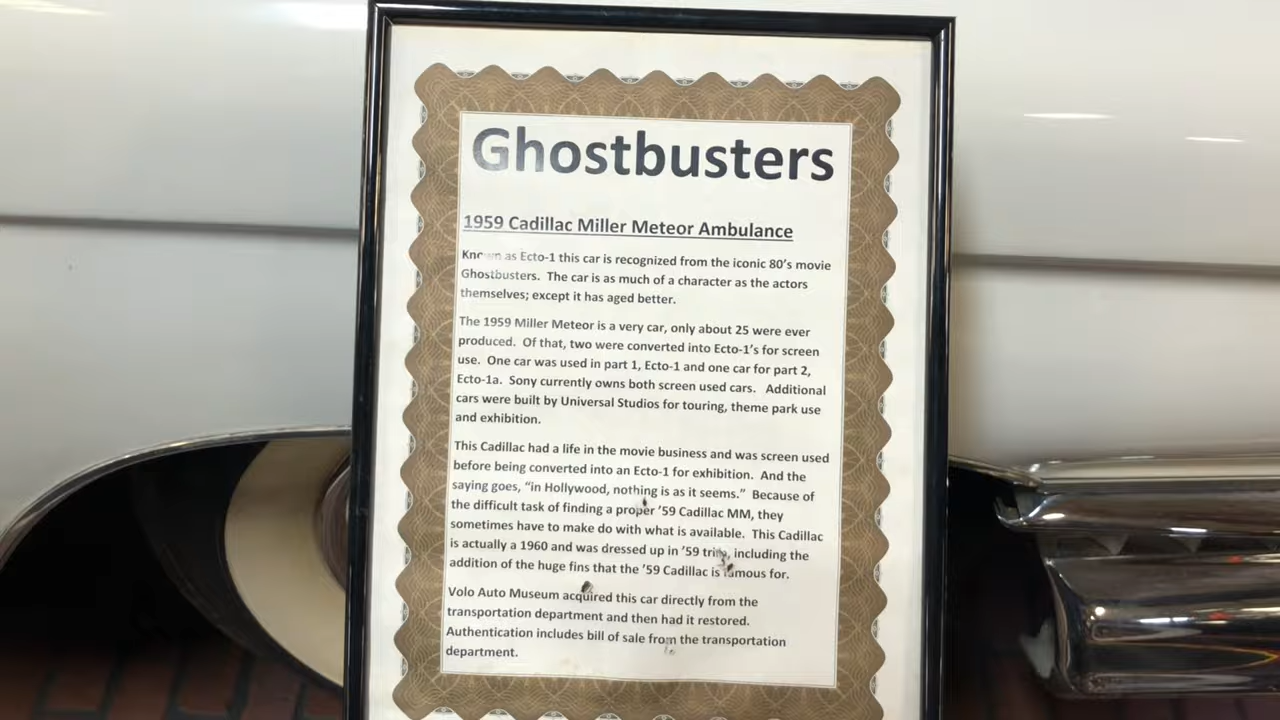 Ghostbusters
1959 Cadillac Miller Meteor Ambulance
Known as Ecto-1 this car is recognized from the iconic 80's movie
Ghostbusters. The car is as much of a character as the actors
themselves; except it has aged better.
The 1959 Miller Meteor is a very car, only about 25 were ever
produced. Of that, two were converted into Ecto-1's for screen
use. One car was used in part 1, Ecto-1 and one car for part 2,
Ecto-1a. Sony currently owns both screen used cars. Additional
cars were built by Universal Studios for touring, theme park use
and exhibition.
This Cadillac had a life in the movie business and was screen used
before being converted into an Ecto-1 for exhibition. And the
saying goes, "in Hollywood, nothing is as it seems." Because of
the difficult task of finding a proper '59 Cadillac MM, they
sometimes have to make do with what is available. This Cadillac
is actually a 1960 and was dressed up in '59 trim, including the
addition of the huge fins that the '59 Cadillac is famous for.
Volo Auto Museum acquired this car directly from the
transportation department and then had it restored.
Authentication includes bill of sale from the transportation
department.